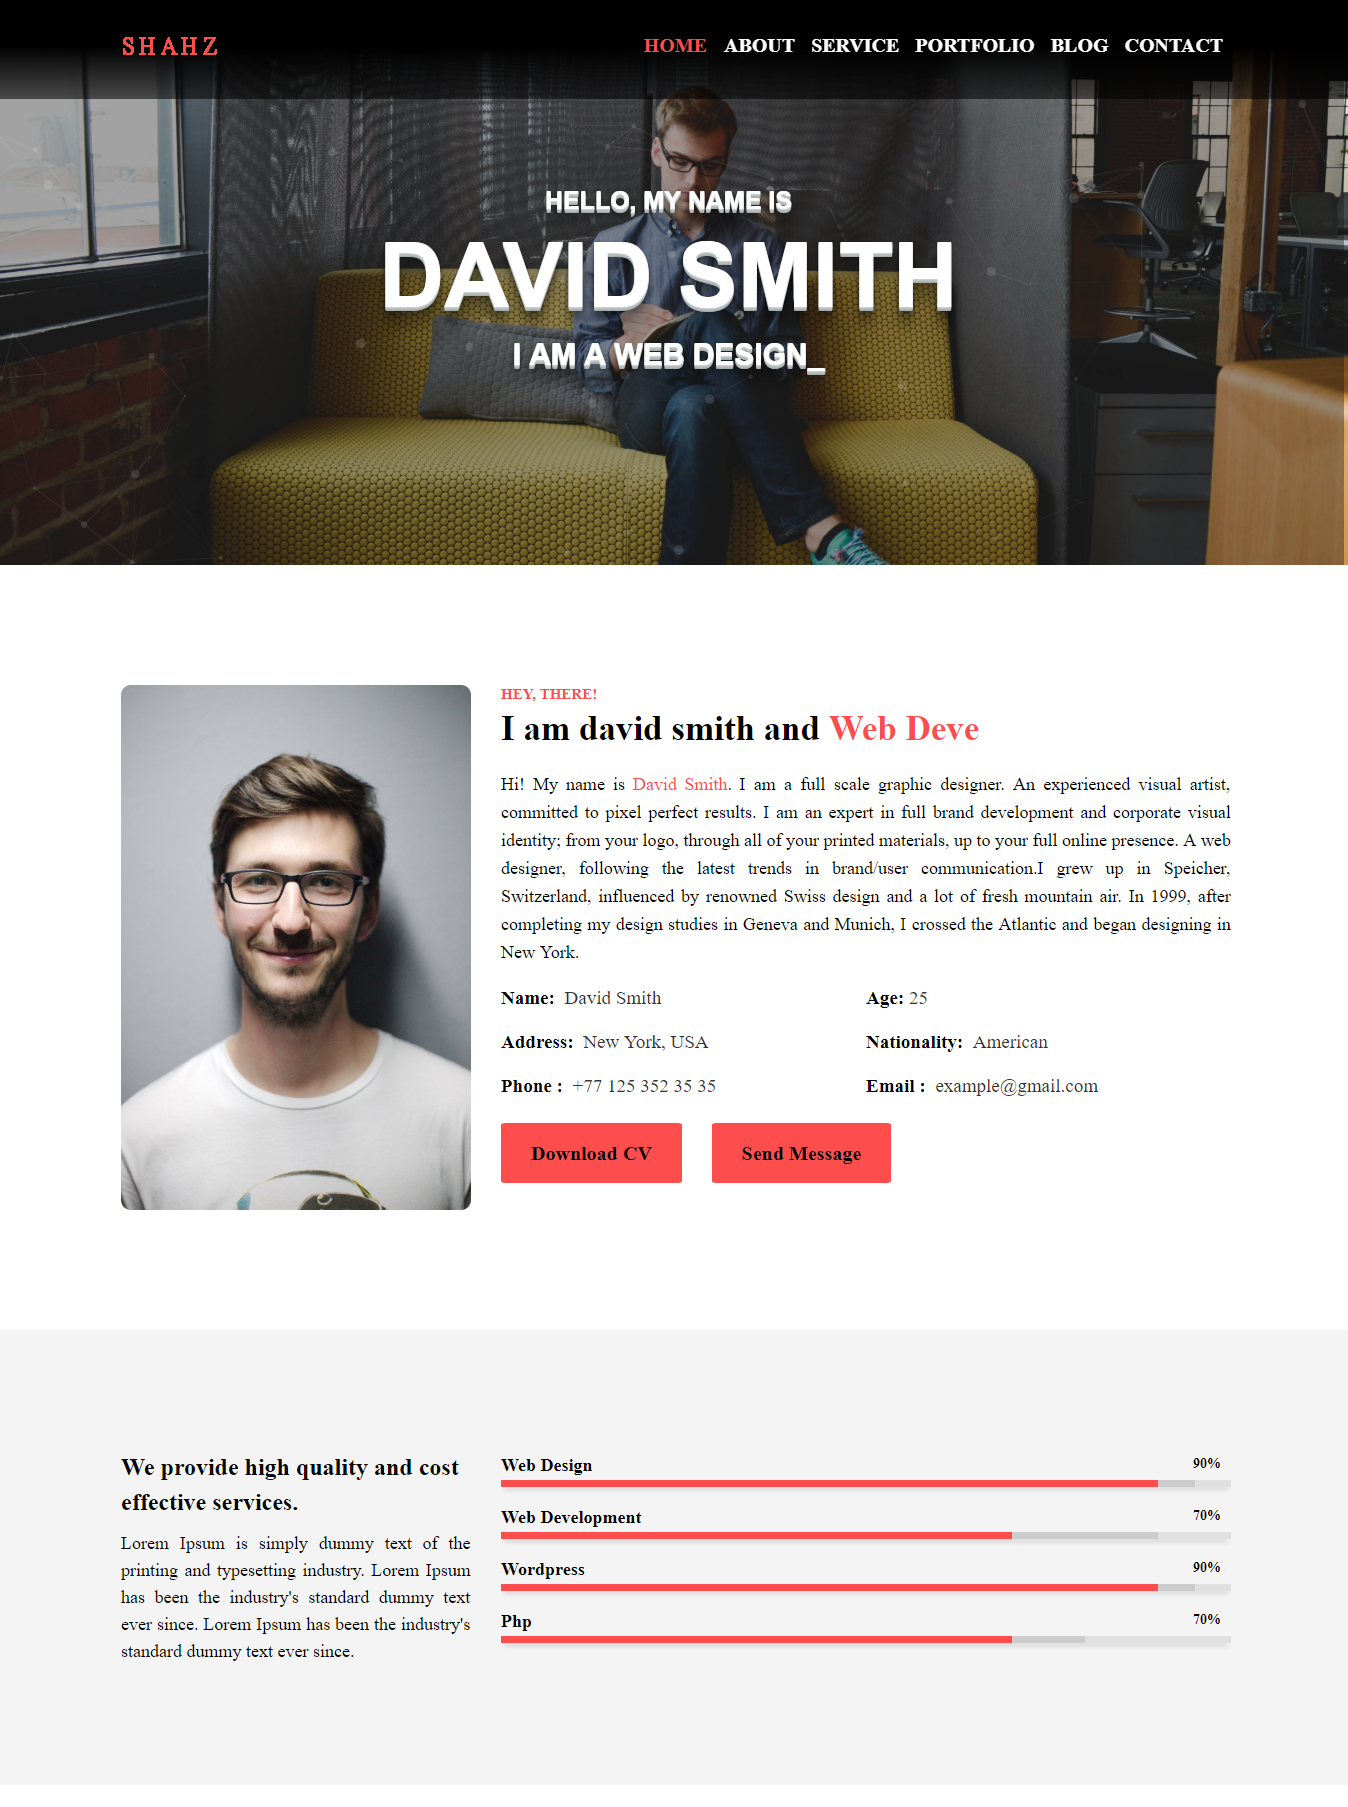 SHAHZ
HOME ABOUT SERVICE PORTFOLIO BLOG CONTACT
HELLO, MY NAME IS
DAVID SMITH
I AM A WEB DESIGN_
HEY, THERE!
I am david smith and Web Deve
Hi! My name is David Smith. I am a full scale graphic designer. An experienced visual artist,
committed to pixel perfect results. I am an expert in full brand development and corporate visual
identity; from your logo, through all of your printed materials, up to your full online presence. A web
designer, following the latest trends in brand/user communication.I grew up in Speicher,
Switzerland, influenced by renowned Swiss design and a lot of fresh mountain air. In 1999, after
completing my design studies in Geneva and Munich, I crossed the Atlantic and began designing in
New York.
Name: David Smith
Age: 25
Address: New York, USA
Nationality: American
Phone : +77 125 352 35 35
Email : example@gmail.com
Download CV
Send Message
We provide high quality and cost
effective services.
Lorem Ipsum is simply dummy text of the
printing and typesetting industry. Lorem Ipsum
has been the industry's standard dummy text
ever since. Lorem Ipsum has been the industry's
standard dummy text ever since.
Web Design 90%
Web Development 70%
Wordpress 90%
Php 70%